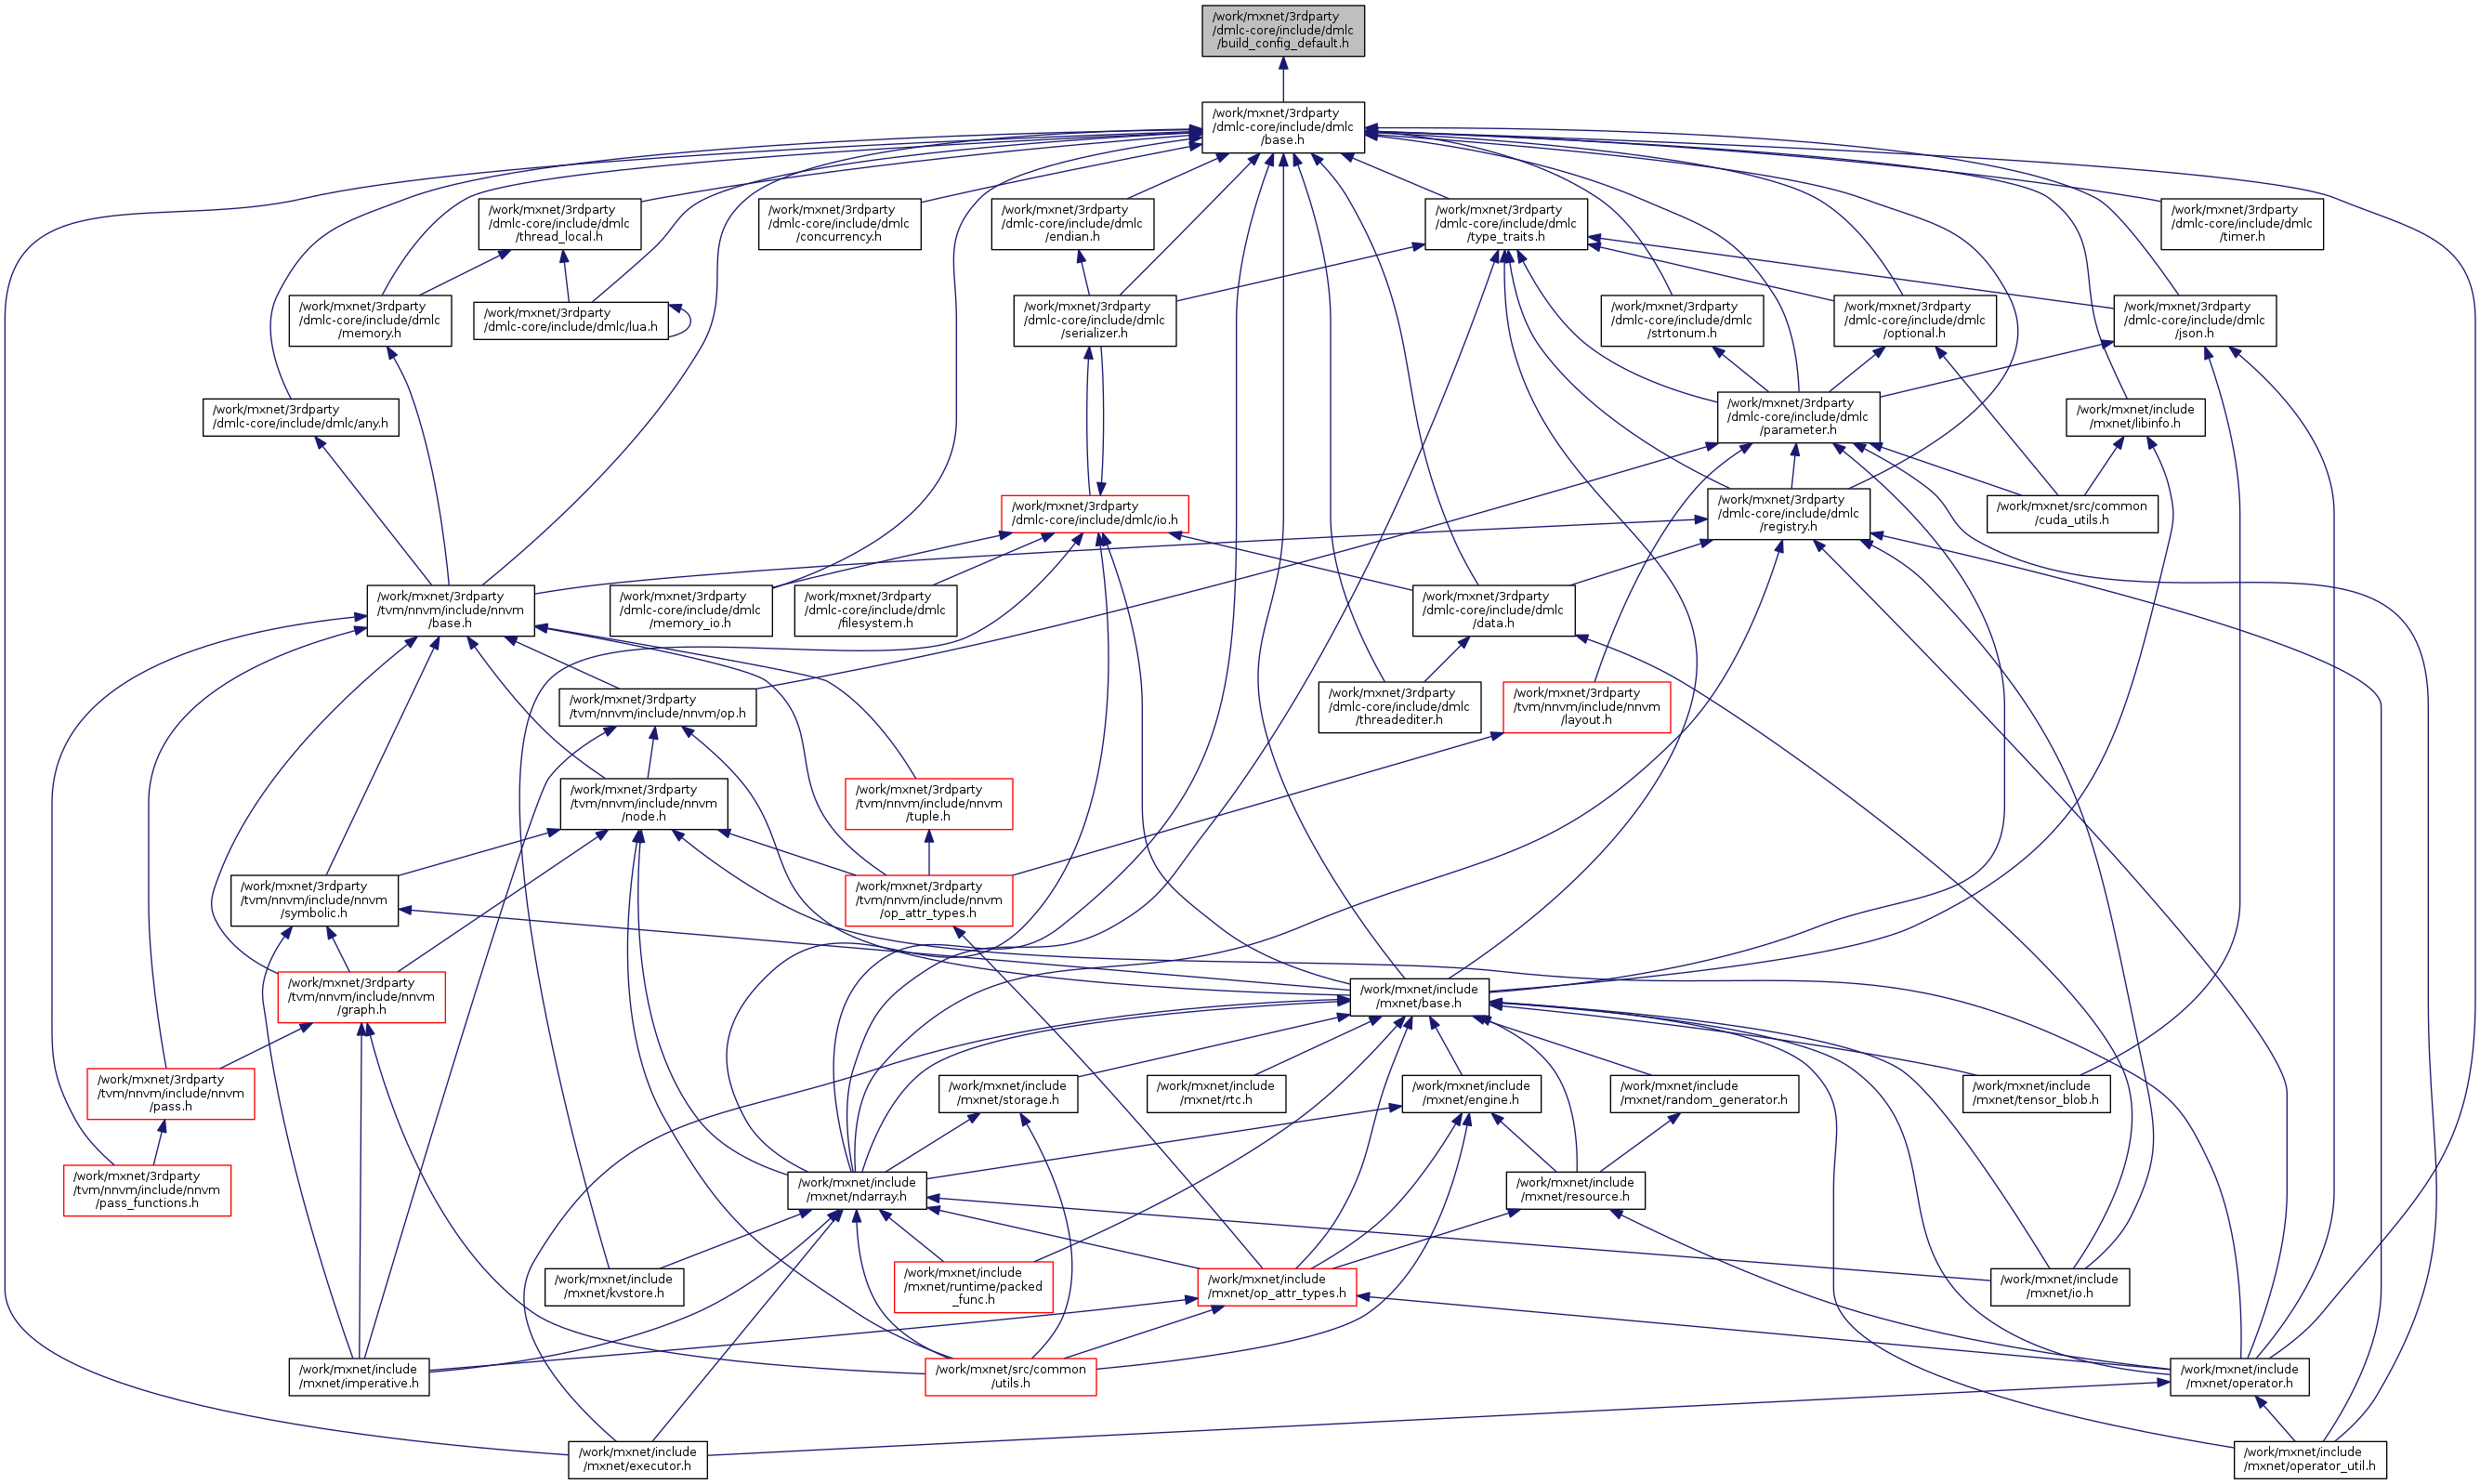 /work/mxnet/3rdparty
/dmlc-core/include/dmlc
/build_config_default.h
/work/mxnet/3rdparty
/dmlc-core/include/dmlc
/base.h
/work/mxnet/3rdparty
/dmlc-core/include/dmlc
/thread_local.h
/work/mxnet/3rdparty
/dmlc-core/include/dmlc
/concurrency.h
/work/mxnet/3rdparty
/dmlc-core/include/dmlc
/endian.h
/work/mxnet/3rdparty
/dmlc-core/include/dmlc
/type_traits.h
/work/mxnet/3rdparty
/dmlc-core/include/dmlc
/timer.h
/work/mxnet/3rdparty
/dmlc-core/include/dmlc
/memory.h
/work/mxnet/3rdparty
/dmlc-core/include/dmlc/lua.h
/work/mxnet/3rdparty
/dmlc-core/include/dmlc
/serializer.h
/work/mxnet/3rdparty
/dmlc-core/include/dmlc
/strtonum.h
/work/mxnet/3rdparty
/dmlc-core/include/dmlc
/optional.h
/work/mxnet/3rdparty
/dmlc-core/include/dmlc
/json.h
/work/mxnet/3rdparty
/dmlc-core/include/dmlc/any.h
/work/mxnet/3rdparty
/dmlc-core/include/dmlc
/parameter.h
/work/mxnet/include
/mxnet/libinfo.h
/work/mxnet/3rdparty
/dmlc-core/include/dmlc/io.h
/work/mxnet/3rdparty
/dmlc-core/include/dmlc
/registry.h
/work/mxnet/src/common
/cuda_utils.h
/work/mxnet/3rdparty
/tvm/nnvm/include/nnvm
/base.h
/work/mxnet/3rdparty
/dmlc-core/include/dmlc
/memory_io.h
/work/mxnet/3rdparty
/dmlc-core/include/dmlc
/filesystem.h
/work/mxnet/3rdparty
/dmlc-core/include/dmlc
/data.h
/work/mxnet/3rdparty
/tvm/nnvm/include/nnvm/op.h
/work/mxnet/3rdparty
/dmlc-core/include/dmlc
/threadediter.h
/work/mxnet/3rdparty
/tvm/nnvm/include/nnvm
/layout.h
/work/mxnet/3rdparty
/tvm/nnvm/include/nnvm
/node.h
/work/mxnet/3rdparty
/tvm/nnvm/include/nnvm
/tuple.h
/work/mxnet/3rdparty
/tvm/nnvm/include/nnvm
/symbolic.h
/work/mxnet/3rdparty
/tvm/nnvm/include/nnvm
/op_attr_types.h
/work/mxnet/3rdparty
/tvm/nnvm/include/nnvm
/graph.h
/work/mxnet/include
/mxnet/base.h
/work/mxnet/3rdparty
/tvm/nnvm/include/nnvm
/pass.h
/work/mxnet/include
/mxnet/storage.h
/work/mxnet/include
/mxnet/rtc.h
/work/mxnet/include
/mxnet/engine.h
/work/mxnet/include
/mxnet/random_generator.h
/work/mxnet/include
/mxnet/tensor_blob.h
/work/mxnet/3rdparty
/tvm/nnvm/include/nnvm
/pass_functions.h
/work/mxnet/include
/mxnet/ndarray.h
/work/mxnet/include
/mxnet/resource.h
/work/mxnet/include
/mxnet/kvstore.h
/work/mxnet/include
/mxnet/runtime/packed
_func.h
/work/mxnet/include
/mxnet/op_attr_types.h
/work/mxnet/include
/mxnet/io.h
/work/mxnet/include
/mxnet/imperative.h
/work/mxnet/src/common
/utils.h
/work/mxnet/include
/mxnet/operator.h
/work/mxnet/include
/mxnet/executor.h
/work/mxnet/include
/mxnet/operator_util.h